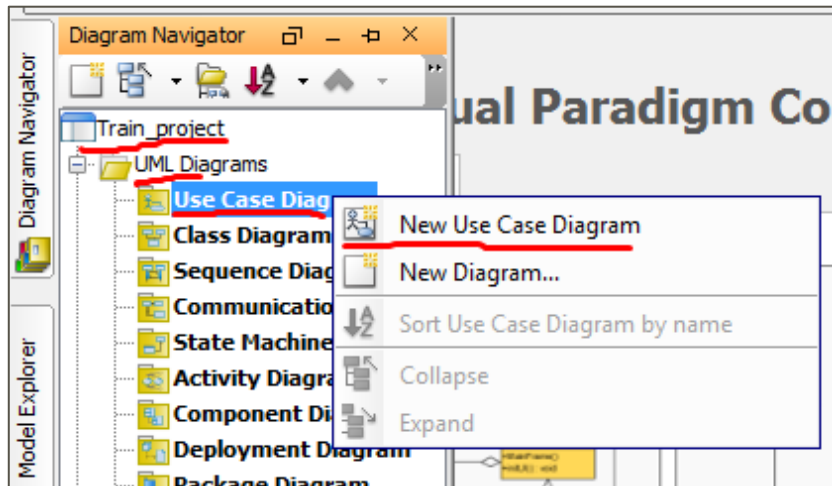 Diagram Navigator
Diagram Navigator
ual Paradigm Co
Train_project
UML Diagrams
Use Case Diag
Class Diagram
Sequence Diag
Communicatio
State Machine
Activity Diagra
Component Di
Deployment Diagram
Package Diagram
New Use Case Diagram
New Diagram...
Sort Use Case Diagram by name
Collapse
Expand
Model Explorer